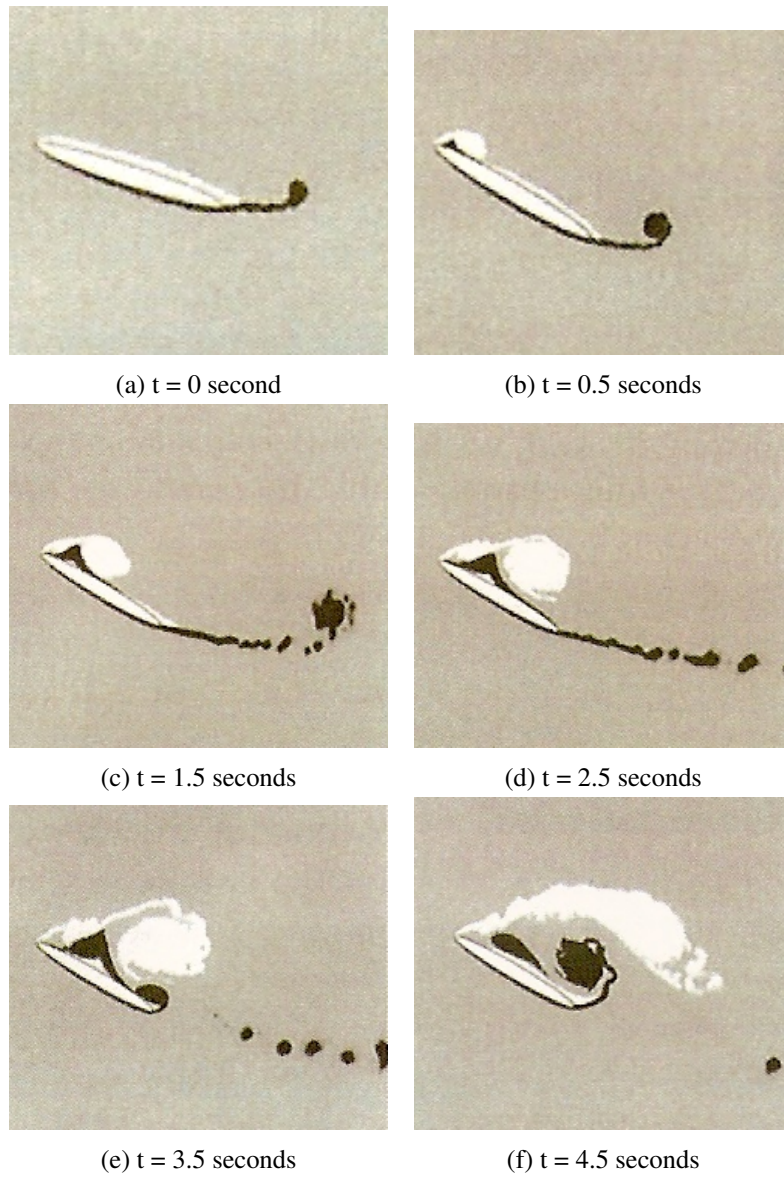 (a) t = 0 second
(b) t = 0.5 seconds
(c) t = 1.5 seconds
(d) t = 2.5 seconds
(e) t = 3.5 seconds
(f) t = 4.5 seconds